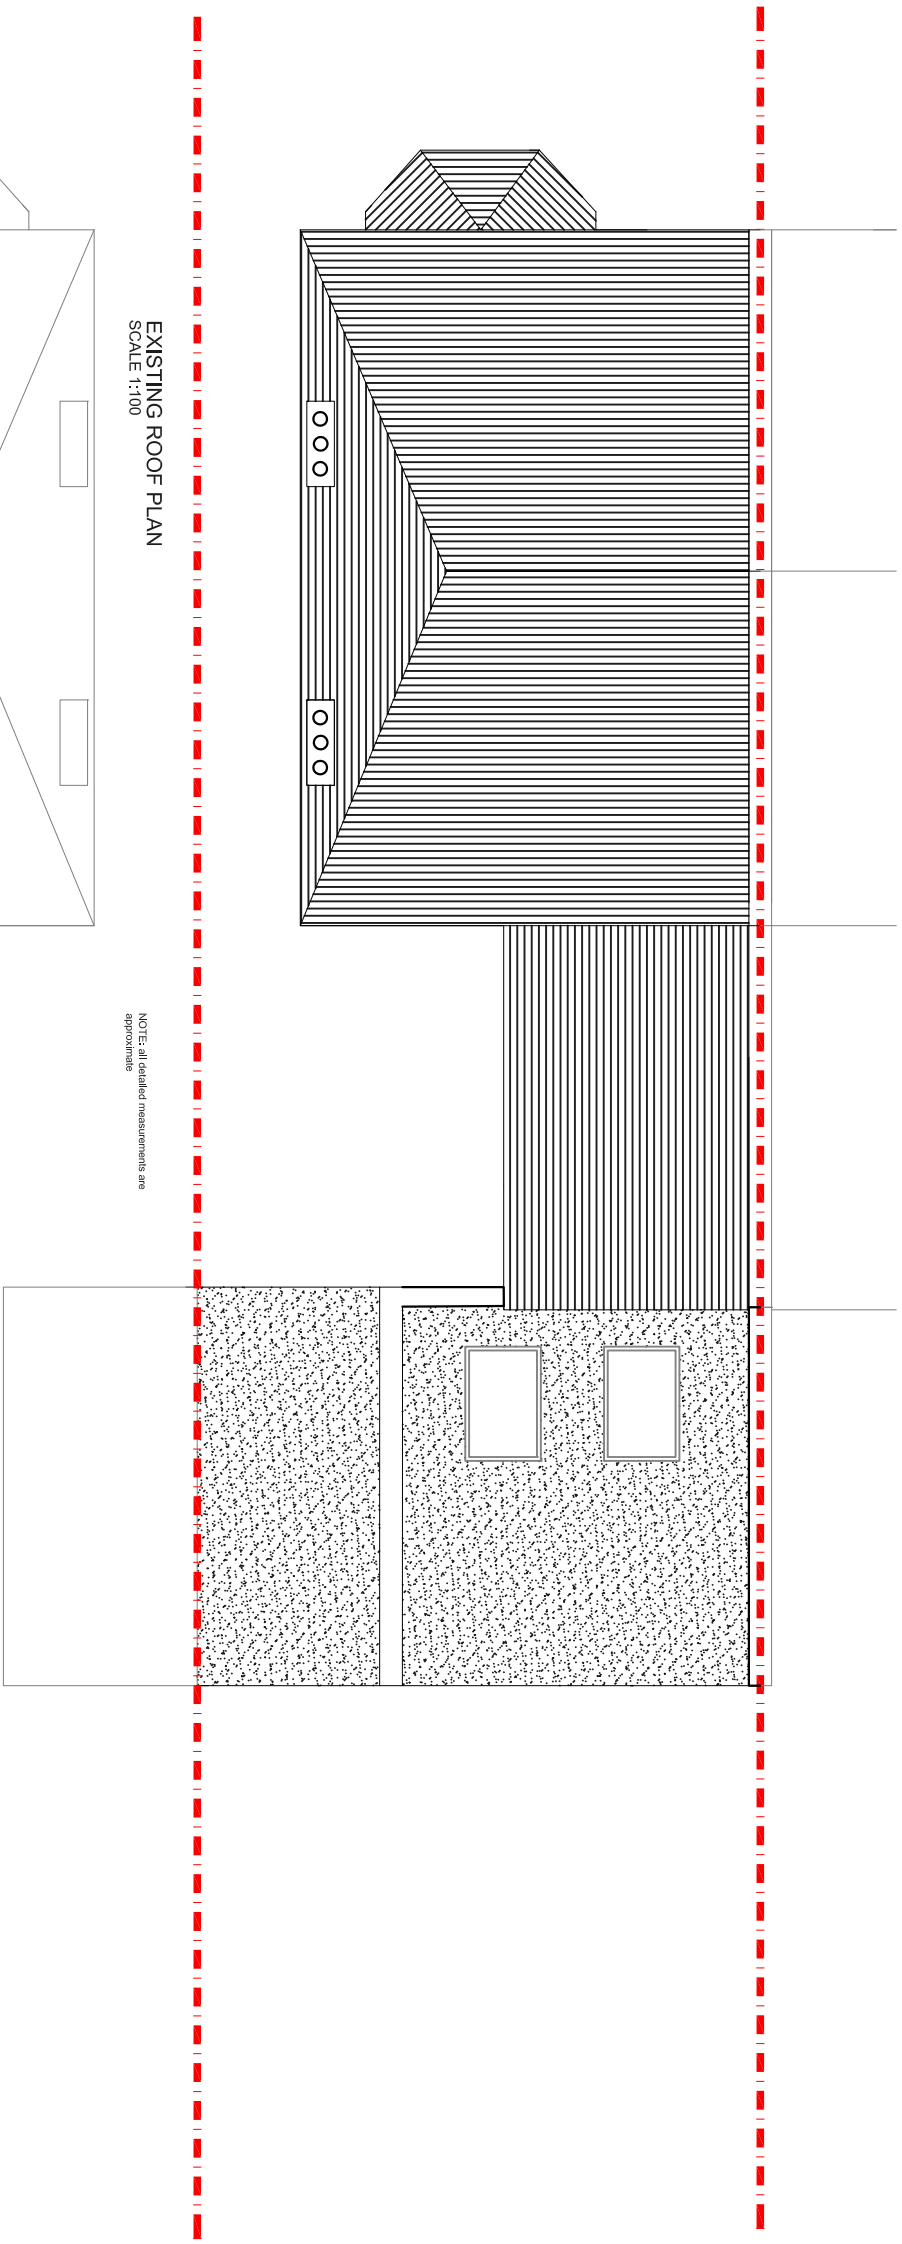 EXISTING ROOF PLAN
SCALE 1:100
NOTE: all detailed measurements are
approximate